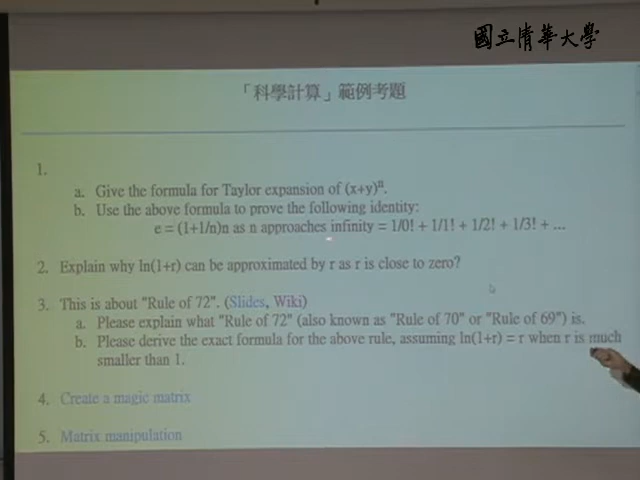 國立清華大學
「科學計算」範例考題
1.
a. Give the formula for Taylor expansion of (x+y)ⁿ.
b. Use the above formula to prove the following identity:
e = (1+1/n)n as n approaches infinity = 1/0! + 1/1! + 1/2! + 1/3! + ...
2. Explain why ln(1+r) can be approximated by r as r is close to zero?
3. This is about "Rule of 72". (Slides, Wiki)
a. Please explain what "Rule of 72" (also known as "Rule of 70" or "Rule of 69") is.
b. Please derive the exact formula for the above rule, assuming ln(1+r) = r when r is much
smaller than 1.
4. Create a magic matrix
5. Matrix manipulation